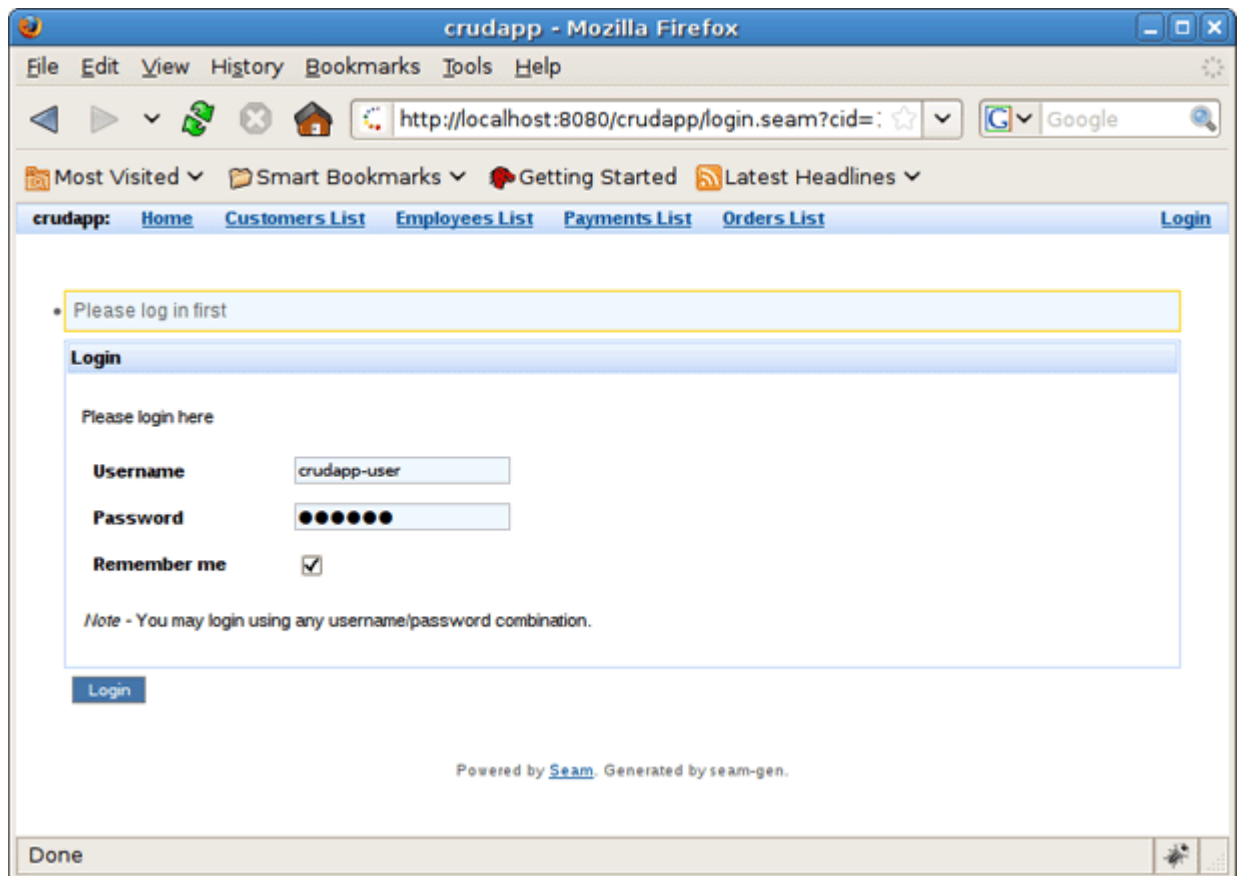 crudapp - Mozilla Firefox
File Edit View History Bookmarks Tools Help
http://localhost:8080/crudapp/login.seam?cid= Google
Most Visited Smart Bookmarks Getting Started Latest Headlines
crudapp: Home Customers List Employees List Payments List Orders List Login
Please log in first
Login
Please login here
Username crudapp-user
Password ●●●●●●
Remember me
Note - You may login using any username/password combination.
Login
Powered by Seam. Generated by seam-gen.
Done